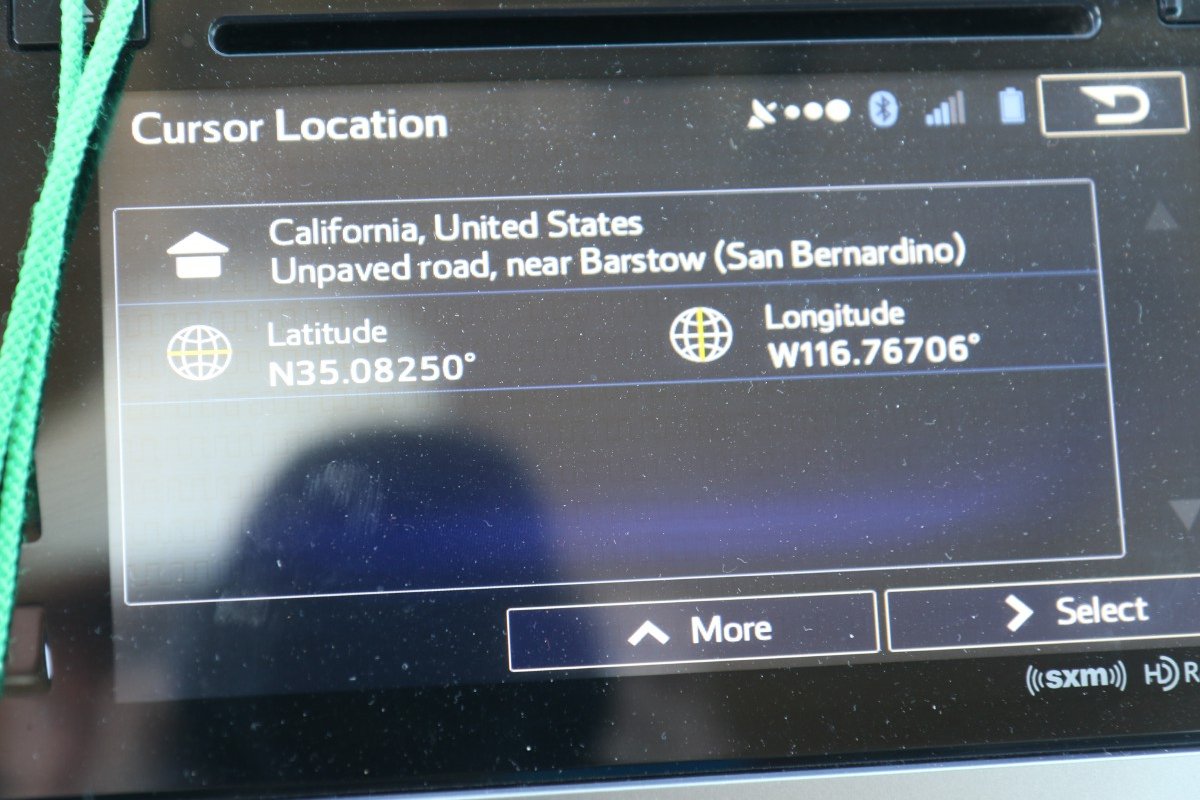 Cursor Location
California, United States
Unpaved road, near Barstow (San Bernardino)
Latitude
N35.08250°
Longitude
W116.76706°
More
Select
sxm
HD R